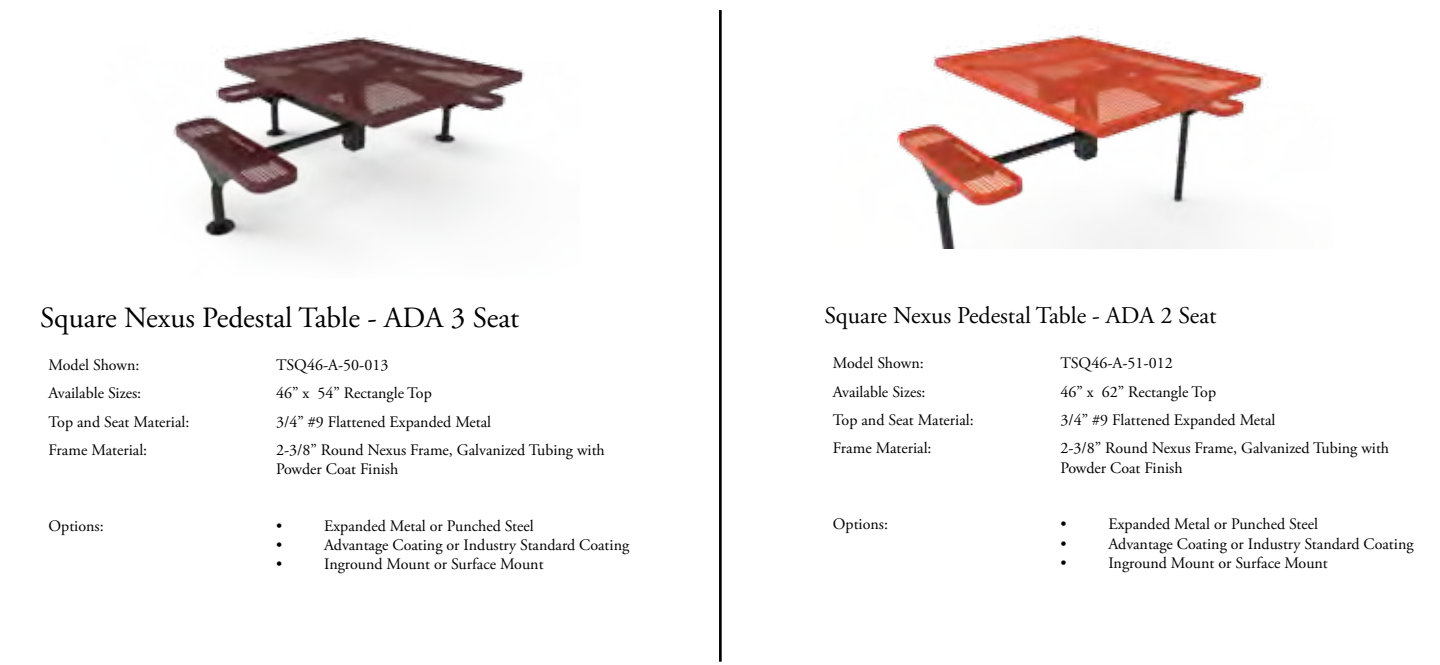 Square Nexus Pedestal Table - ADA 3 Seat
Model Shown: TSQ46-A-50-013
Available Sizes: 46” x  54” Rectangle Top
Top and Seat Material: 3/4” #9 Flattened Expanded Metal
Frame Material: 2-3/8” Round Nexus Frame, Galvanized Tubing with
Powder Coat Finish
Options: • Expanded Metal or Punched Steel
• Advantage Coating or Industry Standard Coating
• Inground Mount or Surface Mount
Square Nexus Pedestal Table - ADA 2 Seat
Model Shown: TSQ46-A-51-012
Available Sizes: 46” x  62” Rectangle Top
Top and Seat Material: 3/4” #9 Flattened Expanded Metal
Frame Material: 2-3/8” Round Nexus Frame, Galvanized Tubing with
Powder Coat Finish
Options: • Expanded Metal or Punched Steel
• Advantage Coating or Industry Standard Coating
• Inground Mount or Surface Mount